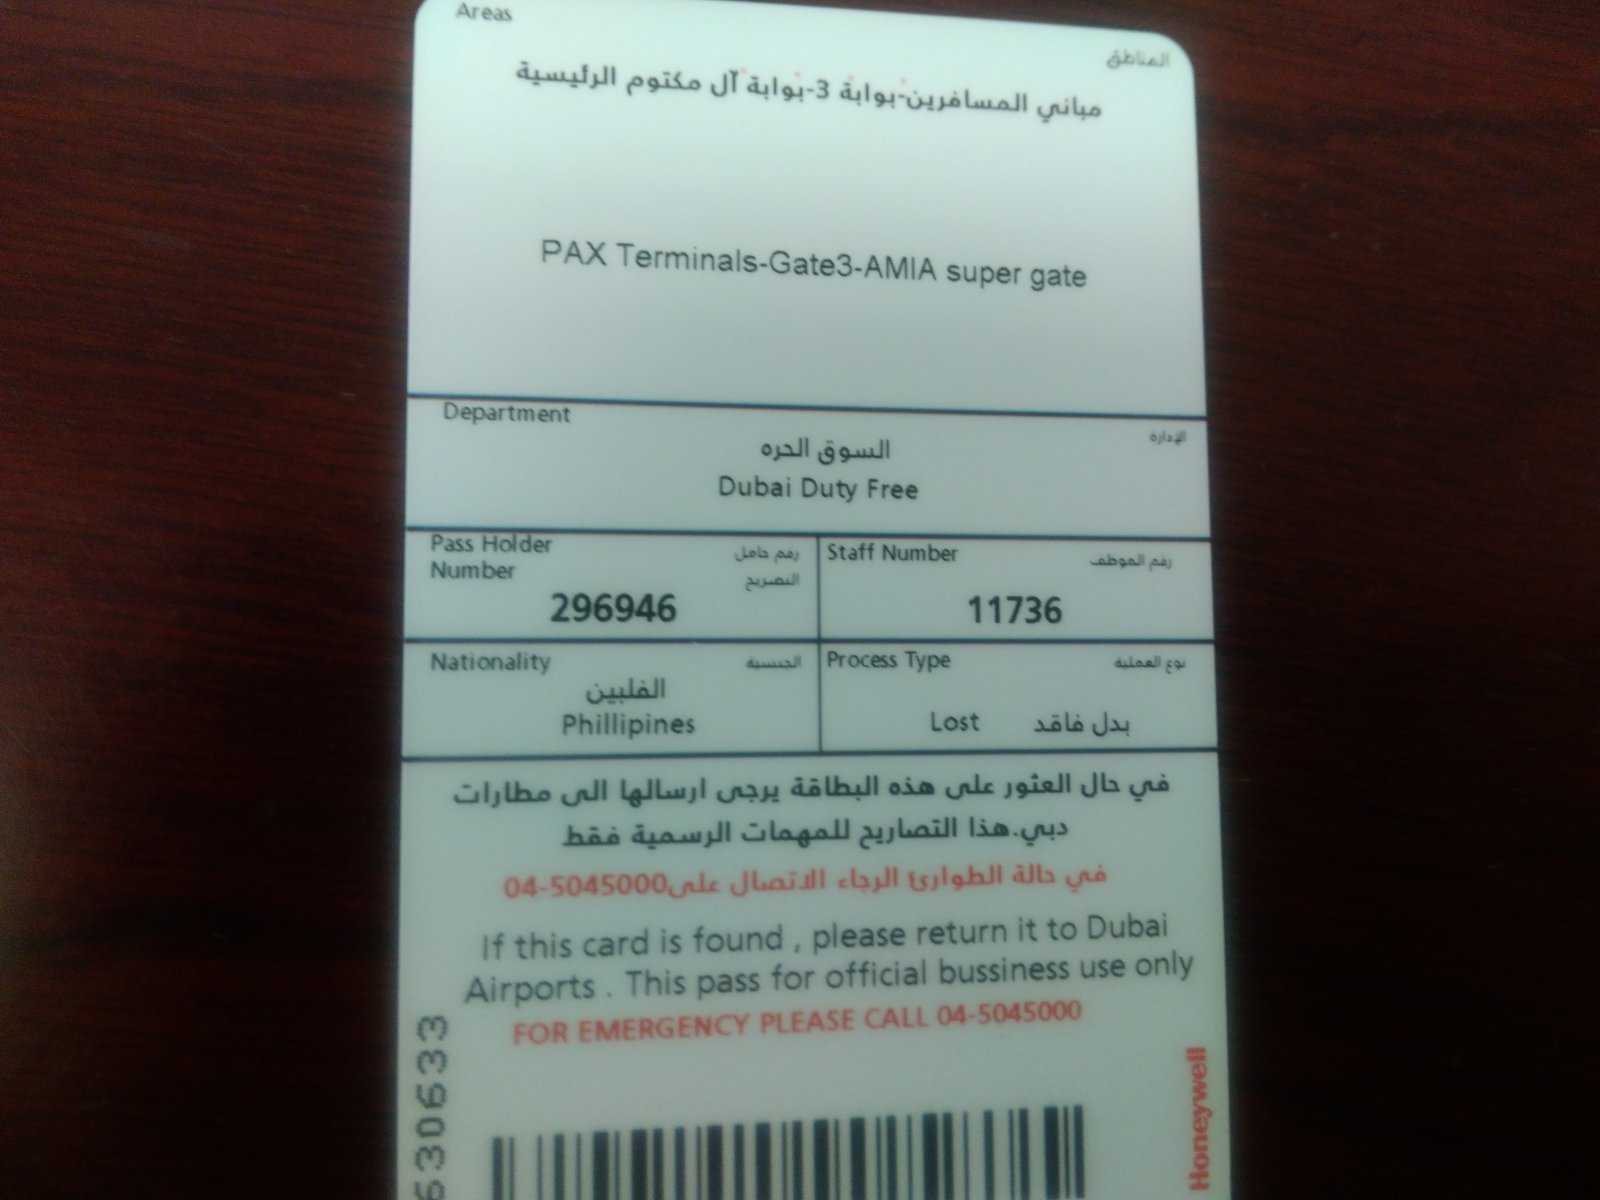 Areas
المناطق
مباني المسافرين-بوابة 3-بوابة آل مكتوم الرئيسية
PAX Terminals-Gate3-AMIA super gate
Department
الإدارة
السوق الحره
Dubai Duty Free
Pass Holder Number
رقم حامل التصريح
296946
Staff Number
رقم الموظف
11736
Nationality
الجنسية
الفلبين
Phillipines
Process Type
نوع العملية
Lost بدل فاقد
في حال العثور على هذه البطاقة يرجى ارسالها الى مطارات
دبي.هذا التصاريح للمهمات الرسمية فقط
في حالة الطوارئ الرجاء الاتصال على04-5045000
If this card is found , please return it to Dubai
Airports . This pass for official bussiness use only
FOR EMERGENCY PLEASE CALL 04-5045000
630633
Honeywell